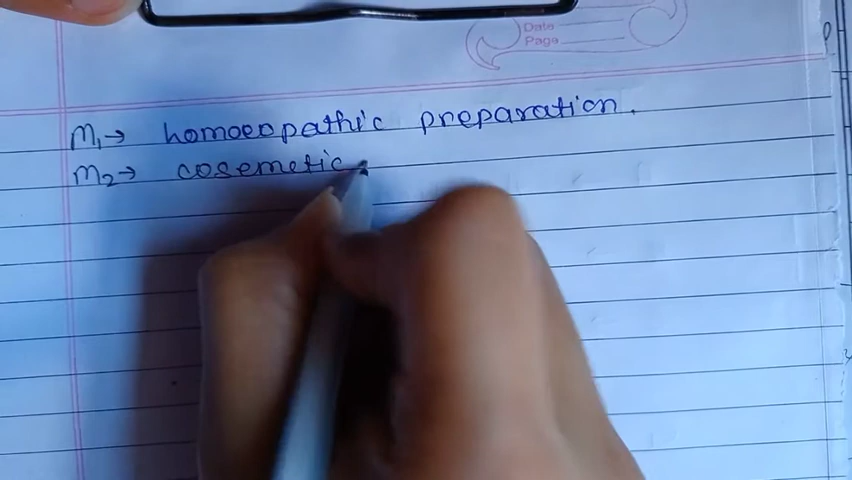 Date
Page
M₁→ homoeopathic preparation.
M₂→ cosemetic